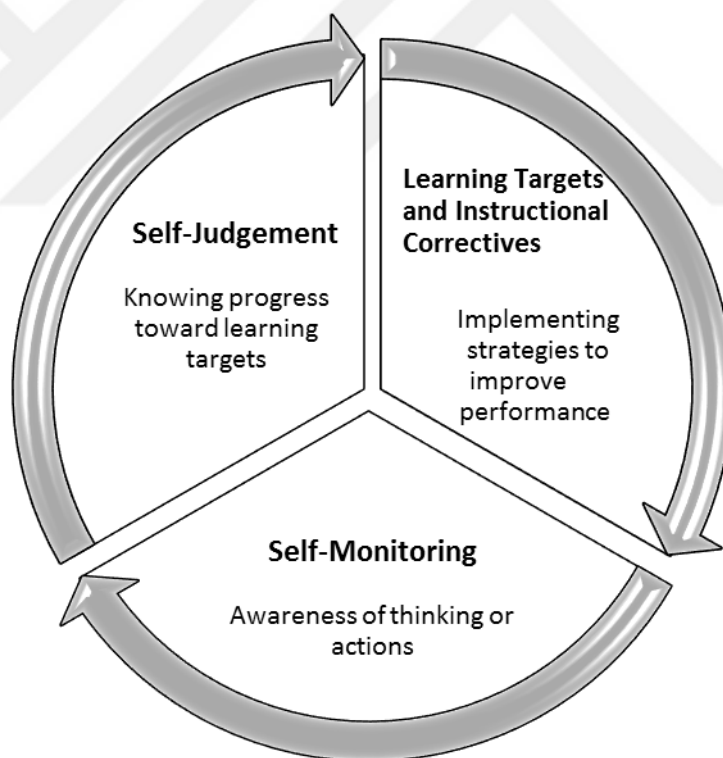 Self-Judgement
Knowing progress
toward learning
targets
Learning Targets
and Instructional
Correctives
Implementing
strategies to
improve
performance
Self-Monitoring
Awareness of thinking or
actions